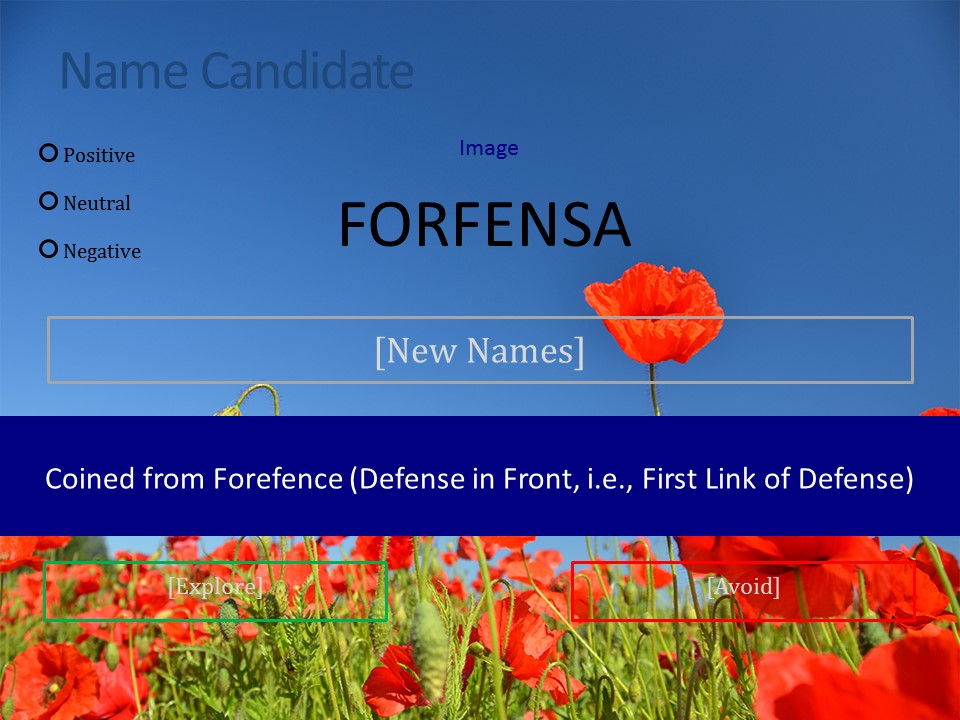 Name Candidate
Positive
Image
Neutral
FORFENSA
Negative
[New Names]
Coined from Forefence (Defense in Front, i.e., First Link of Defense)
[Explore]
[Avoid]